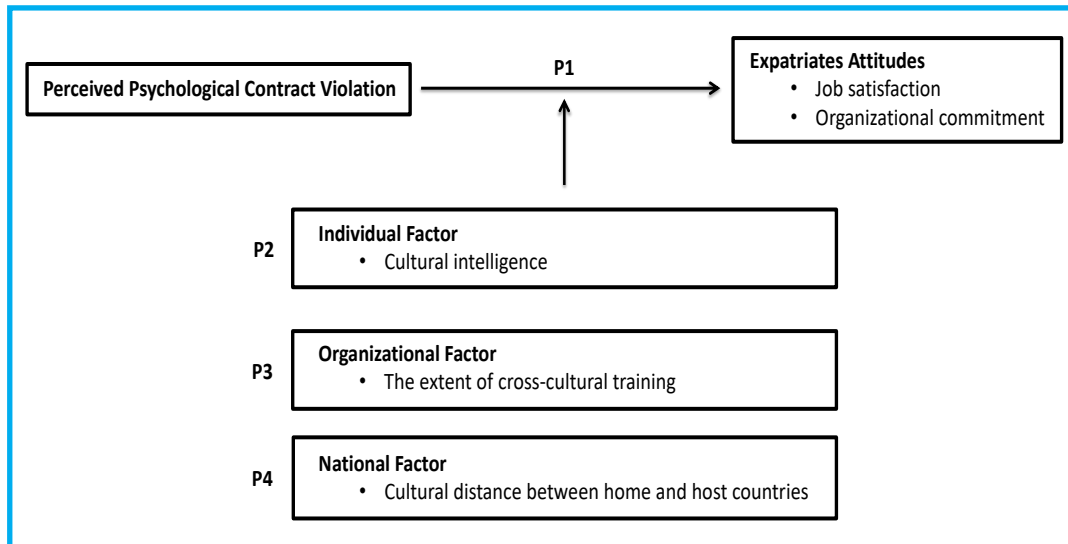 P1
Perceived Psychological Contract Violation
Expatriates Attitudes
• Job satisfaction
• Organizational commitment
P2
Individual Factor
• Cultural intelligence
P3
Organizational Factor
• The extent of cross-cultural training
P4
National Factor
• Cultural distance between home and host countries